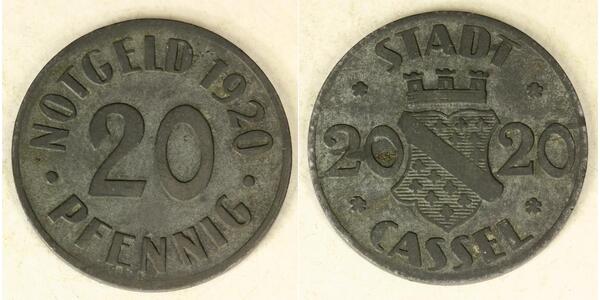 NOTGELD 1920
20
PFENNIG
STADT
20 20
CASSEL